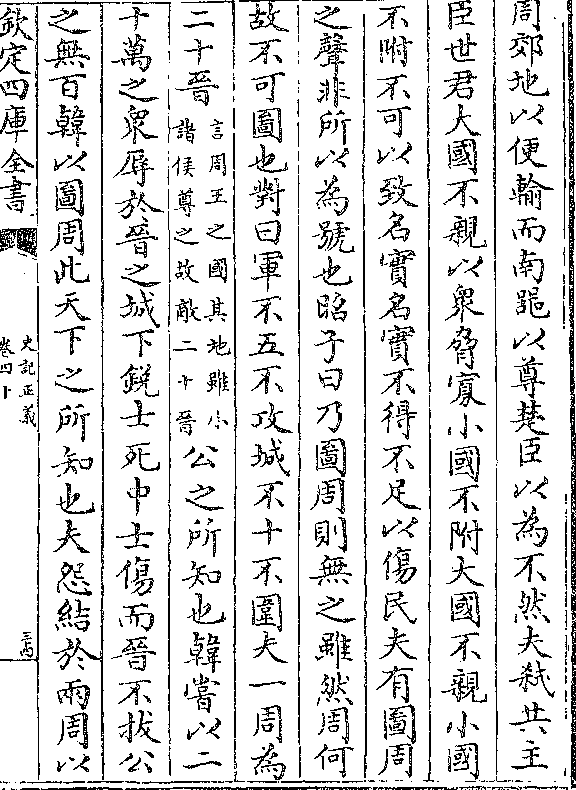 周郊地以便輸而南器以尊楚臣以為不然夫弑共主
臣世君大國不親以衆脅寡小國不附大國不親小國
不附不可以致名實名實不得不足以傷民夫有圖周
之聲非所以為號也昭子曰乃圖周則無之雖然周何
故不可圖也對曰軍不五不攻城不十不圍夫一周為
二十晉言周王之國其地雖小諸侯尊之故敵二十晉公之所知也韓嘗以二
十萬之衆辱於晉之城下鋭士死中士傷而晉不拔公
之無百韓以圖周此天下之所知也夫怨結於兩周以
欽定四庫全書
史記正義
卷四十
三四